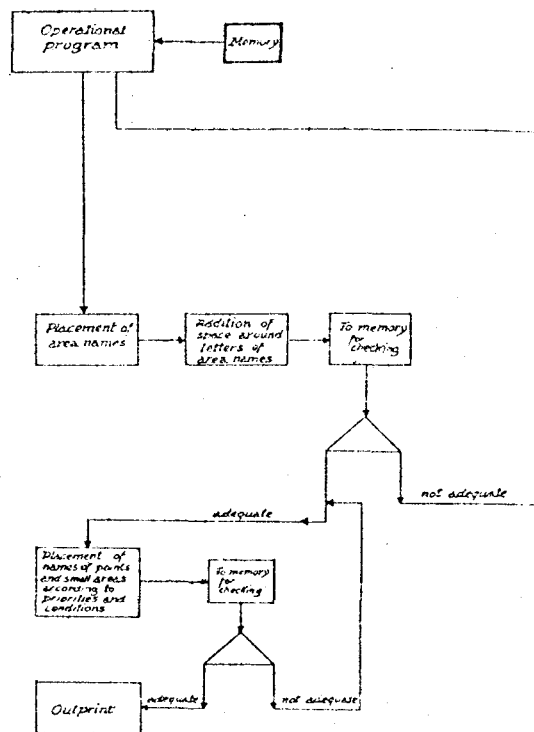 Operational
program
Memory
Placement of
area names
Addition of
space around
letters of
area names
To memory
for
checking
not adequate
adequate
Placement of
names of points
and small areas
according to
priorities and
conditions
To memory
for
checking
adequate
not adequate
Outprint